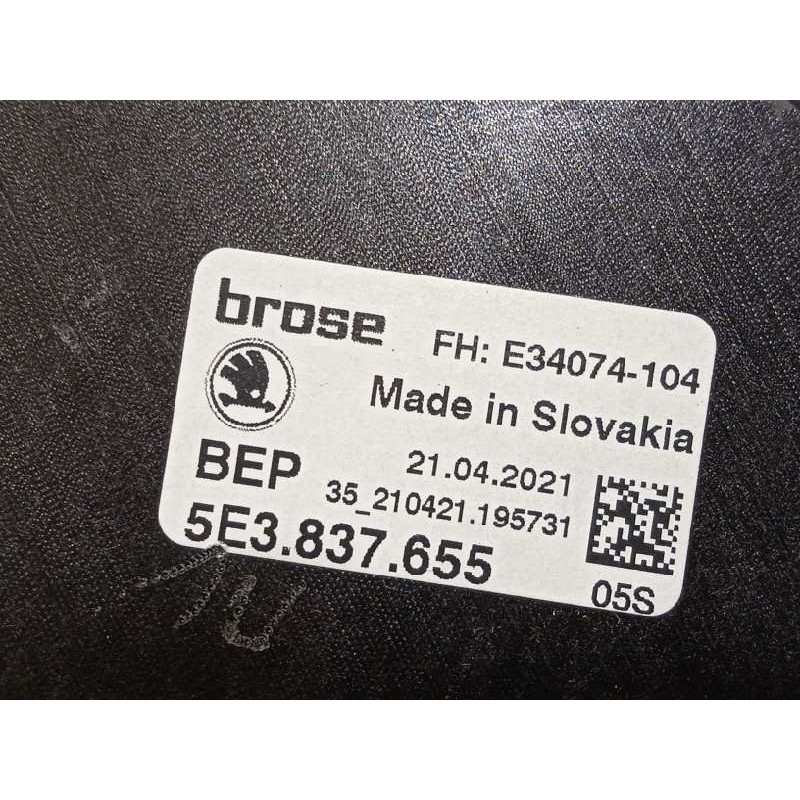 brose
FH: E34074-104
Made in Slovakia
BEP
21.04.2021
35_210421.195731
5E3.837.655
05S